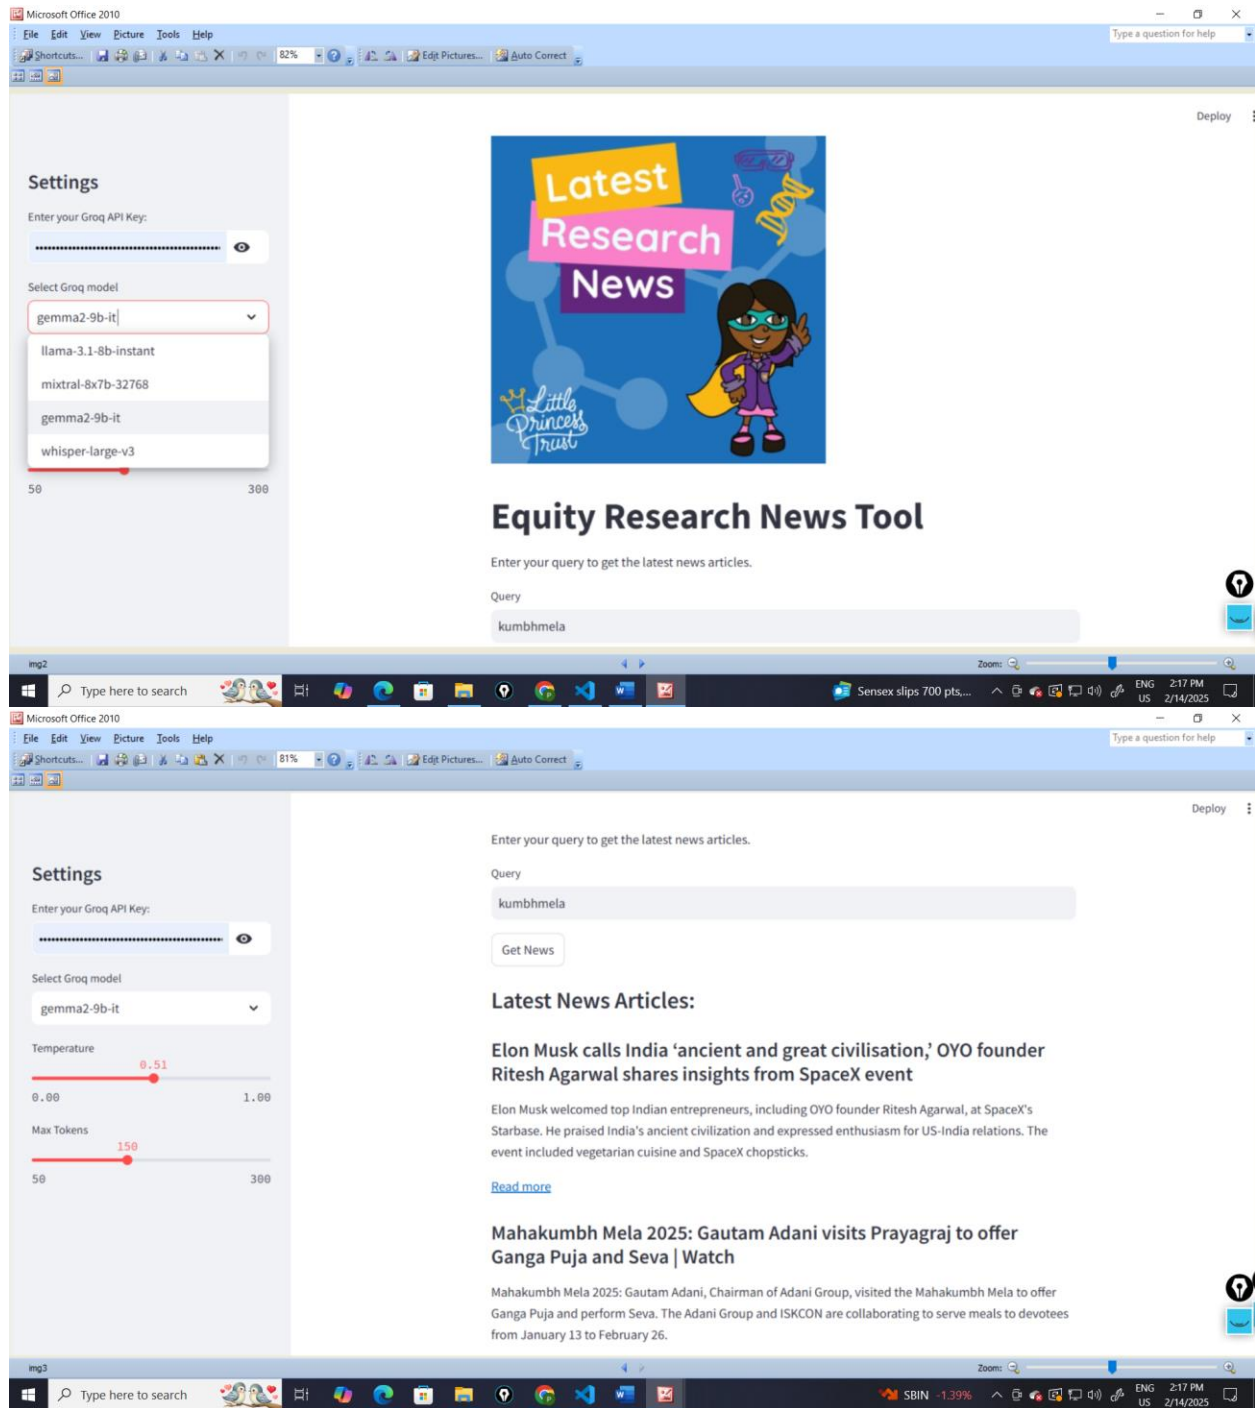 Microsoft Office 2010
File Edit View Picture Tools Help
Type a question for help
Shortcuts... 82% Edit Pictures... Auto Correct
Deploy
Latest
Research
News
Little
Princess
Trust
Settings
Enter your Groq API Key:
Select Groq model
gemma2-9b-it
llama-3.1-8b-instant
mixtral-8x7b-32768
gemma2-9b-it
whisper-large-v3
50 300
Equity Research News Tool
Enter your query to get the latest news articles.
Query
kumbhmela
img2
Zoom:
Type here to search
Sensex slips 700 pts,...
ENG
US
2:17 PM
2/14/2025
Microsoft Office 2010
File Edit View Picture Tools Help
Type a question for help
Shortcuts... 81% Edit Pictures... Auto Correct
Deploy
Settings
Enter your Groq API Key:
Select Groq model
gemma2-9b-it
Temperature
0.51
0.00 1.00
Max Tokens
150
50 300
Enter your query to get the latest news articles.
Query
kumbhmela
Get News
Latest News Articles:
Elon Musk calls India ‘ancient and great civilisation,’ OYO founder
Ritesh Agarwal shares insights from SpaceX event
Elon Musk welcomed top Indian entrepreneurs, including OYO founder Ritesh Agarwal, at SpaceX's
Starbase. He praised India's ancient civilization and expressed enthusiasm for US-India relations. The
event included vegetarian cuisine and SpaceX chopsticks.
Read more
Mahakumbh Mela 2025: Gautam Adani visits Prayagraj to offer
Ganga Puja and Seva | Watch
Mahakumbh Mela 2025: Gautam Adani, Chairman of Adani Group, visited the Mahakumbh Mela to offer
Ganga Puja and perform Seva. The Adani Group and ISKCON are collaborating to serve meals to devotees
from January 13 to February 26.
img3
Zoom:
Type here to search
SBIN -1.39%
ENG
US
2:17 PM
2/14/2025